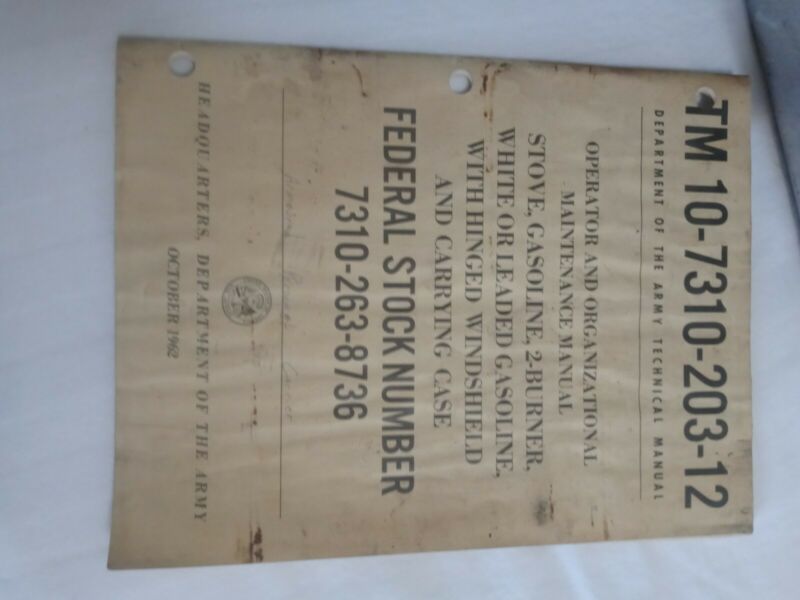 TM 10-7310-203-12
DEPARTMENT OF THE ARMY TECHNICAL MANUAL
OPERATOR AND ORGANIZATIONAL
MAINTENANCE MANUAL
STOVE, GASOLINE, 2-BURNER,
WHITE OR LEADED GASOLINE,
WITH HINGED WINDSHIELD
AND CARRYING CASE
FEDERAL STOCK NUMBER
7310-263-8736
HEADQUARTERS, DEPARTMENT OF THE ARMY
OCTOBER 1962